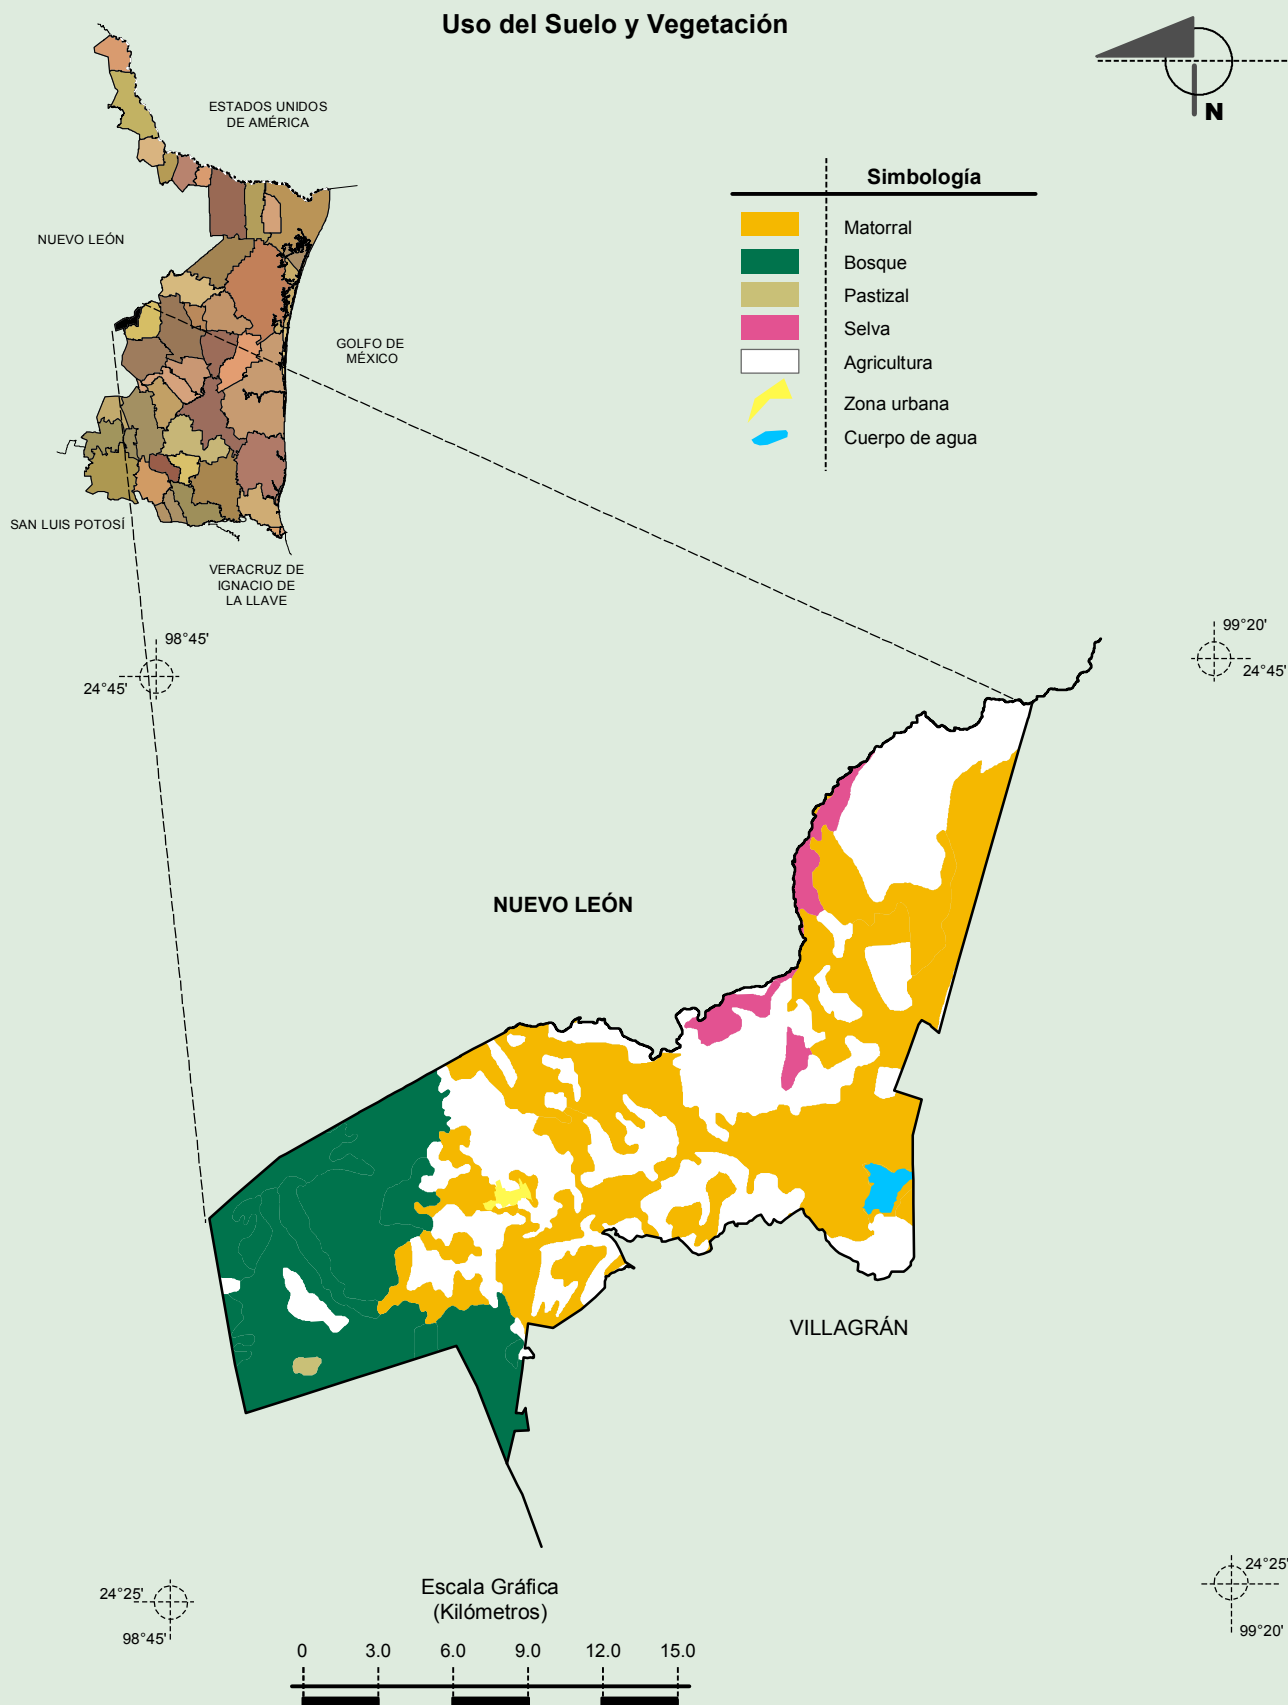 Uso del Suelo y Vegetación
N
ESTADOS UNIDOS
DE AMÉRICA
NUEVO LEÓN
GOLFO DE
MÉXICO
SAN LUIS POTOSÍ
VERACRUZ DE
IGNACIO DE
LA LLAVE
Simbología
Matorral
Bosque
Pastizal
Selva
Agricultura
Zona urbana
Cuerpo de agua
98°45'
24°45'
99°20'
24°45'
NUEVO LEÓN
VILLAGRÁN
24°25'
98°45'
24°25'
99°20'
Escala Gráfica
(Kilómetros)
0 3.0 6.0 9.0 12.0 15.0